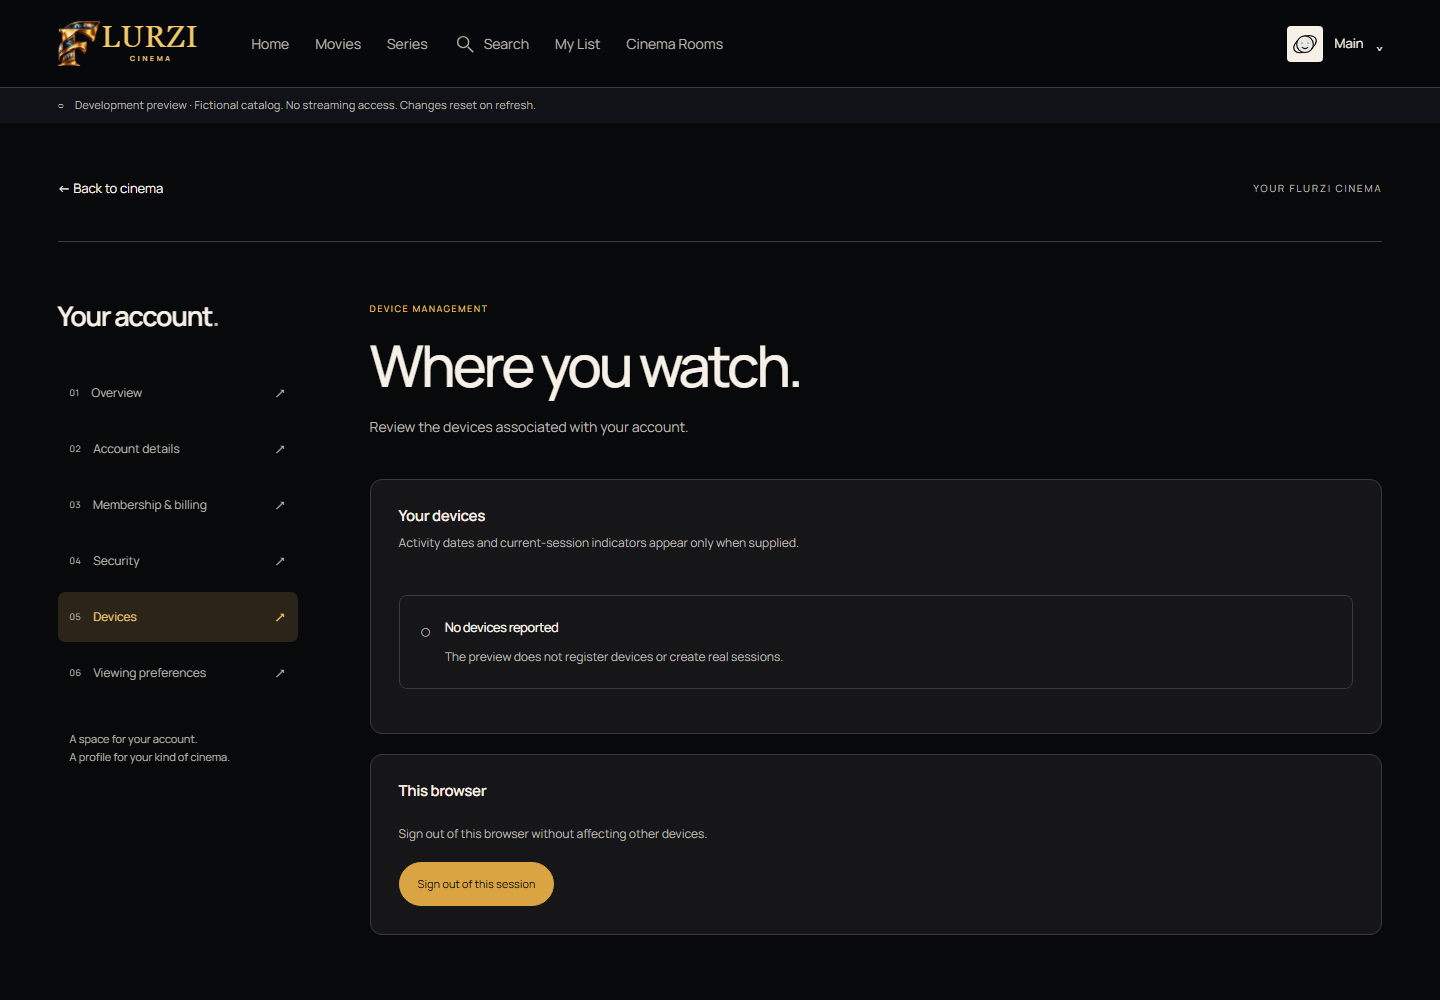 FLURZI
CINEMA
Home
Movies
Series
Search
My List
Cinema Rooms
Main
Development preview · Fictional catalog. No streaming access. Changes reset on refresh.
← Back to cinema
YOUR FLURZI CINEMA
Your account.
01 Overview ↗
02 Account details ↗
03 Membership & billing ↗
04 Security ↗
05 Devices ↗
06 Viewing preferences ↗
A space for your account.
A profile for your kind of cinema.
DEVICE MANAGEMENT
Where you watch.
Review the devices associated with your account.
Your devices
Activity dates and current-session indicators appear only when supplied.
No devices reported
The preview does not register devices or create real sessions.
This browser
Sign out of this browser without affecting other devices.
Sign out of this session